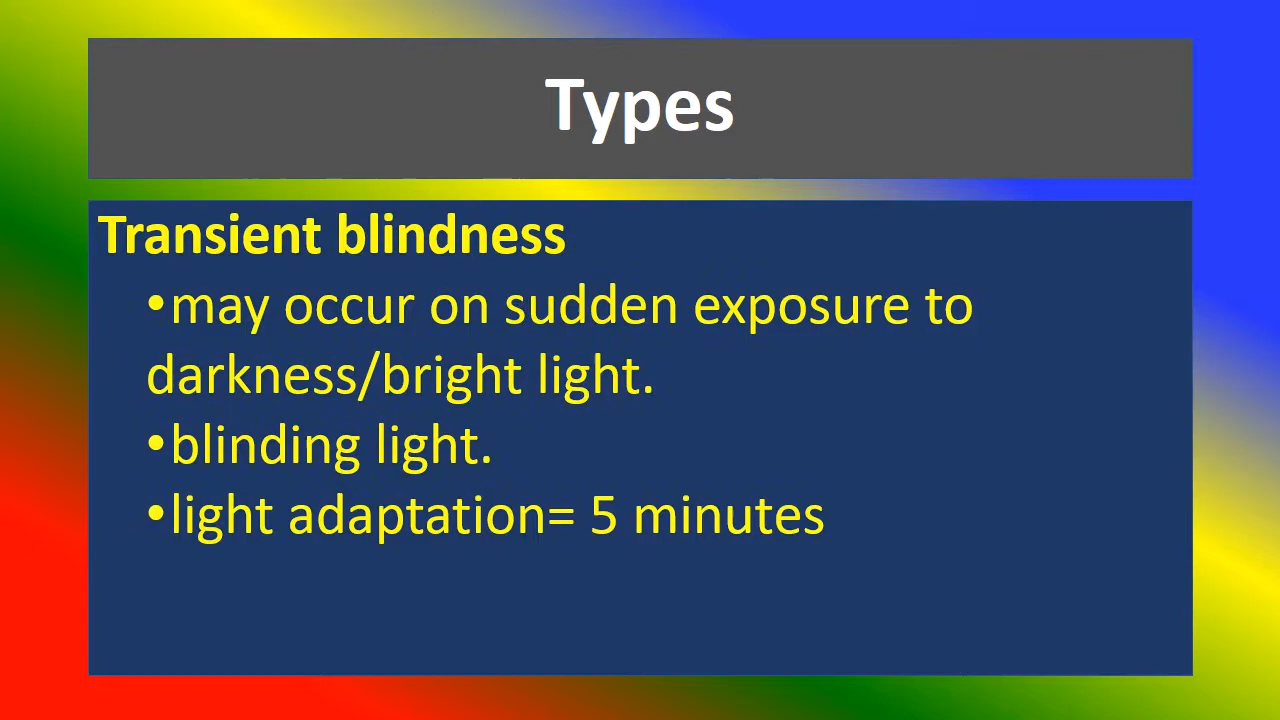 Types
Transient blindness
•may occur on sudden exposure to
darkness/bright light.
•blinding light.
•light adaptation= 5 minutes